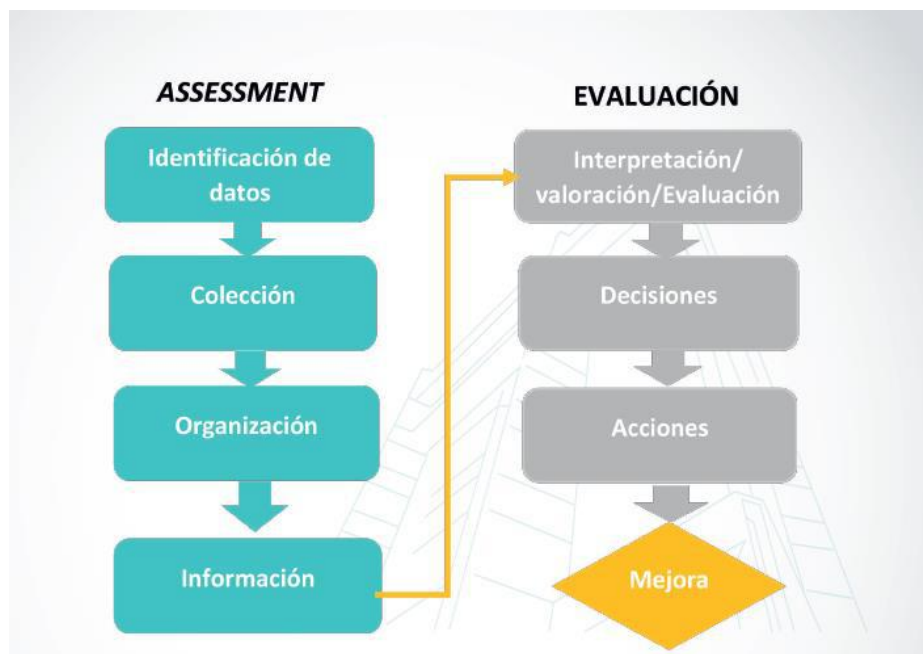 ASSESSMENT
Identificación de
datos
Colección
Organización
Información
EVALUACIÓN
Interpretación/
valoración/Evaluación
Decisiones
Acciones
Mejora